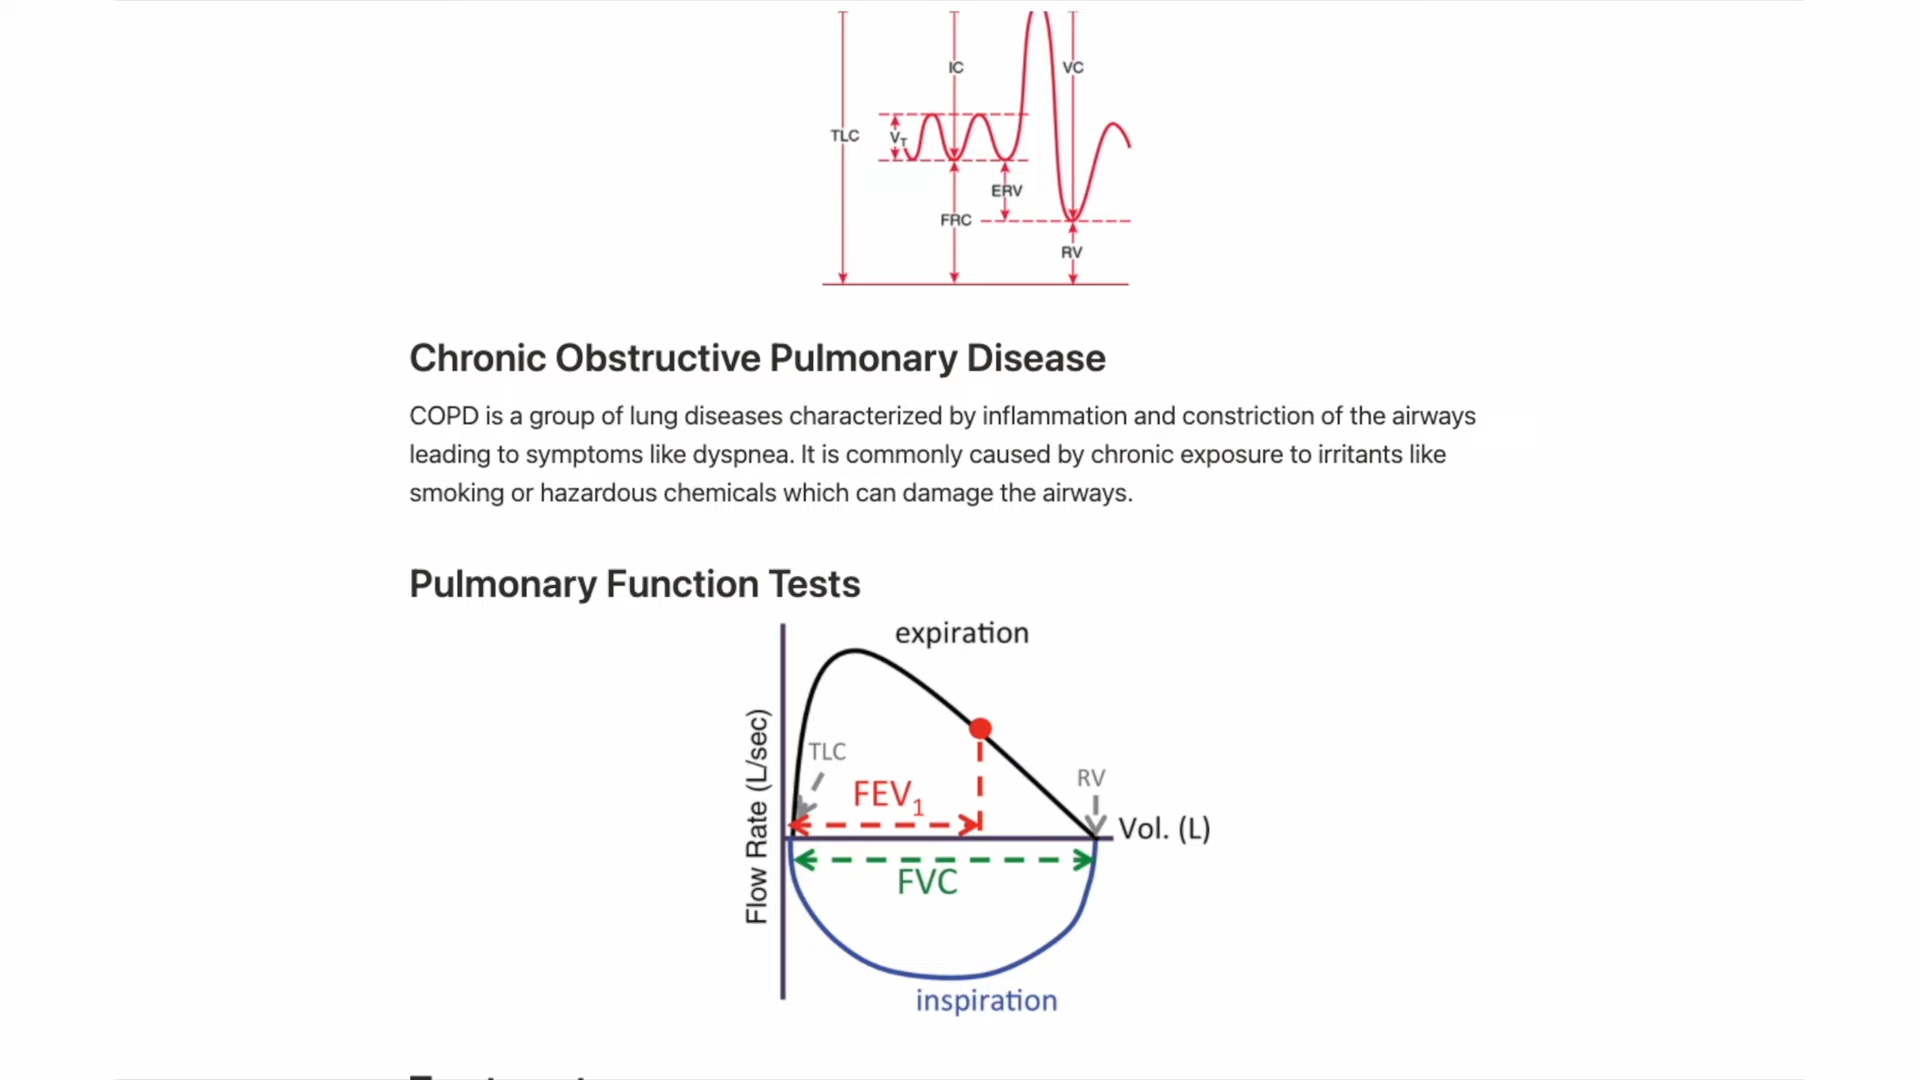 IC
VC
TLC
VT
ERV
FRC
RV
Chronic Obstructive Pulmonary Disease
COPD is a group of lung diseases characterized by inflammation and constriction of the airways
leading to symptoms like dyspnea. It is commonly caused by chronic exposure to irritants like
smoking or hazardous chemicals which can damage the airways.
Pulmonary Function Tests
expiration
Flow Rate (L/sec)
TLC
FEV1
RV
Vol. (L)
FVC
inspiration